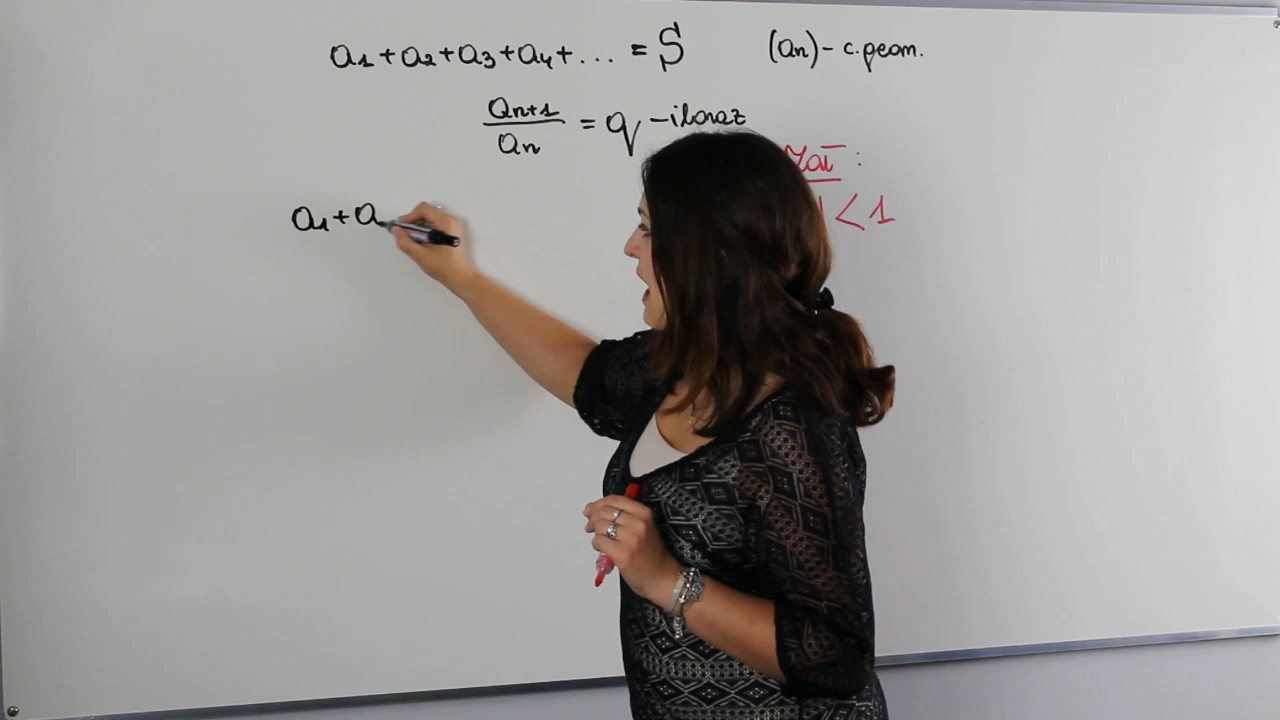 a₁+a₂+a₃+a₄+... = S (an) - c. geom.
an+1/an = q - iloraz
Zał:
| < 1
a₁+a